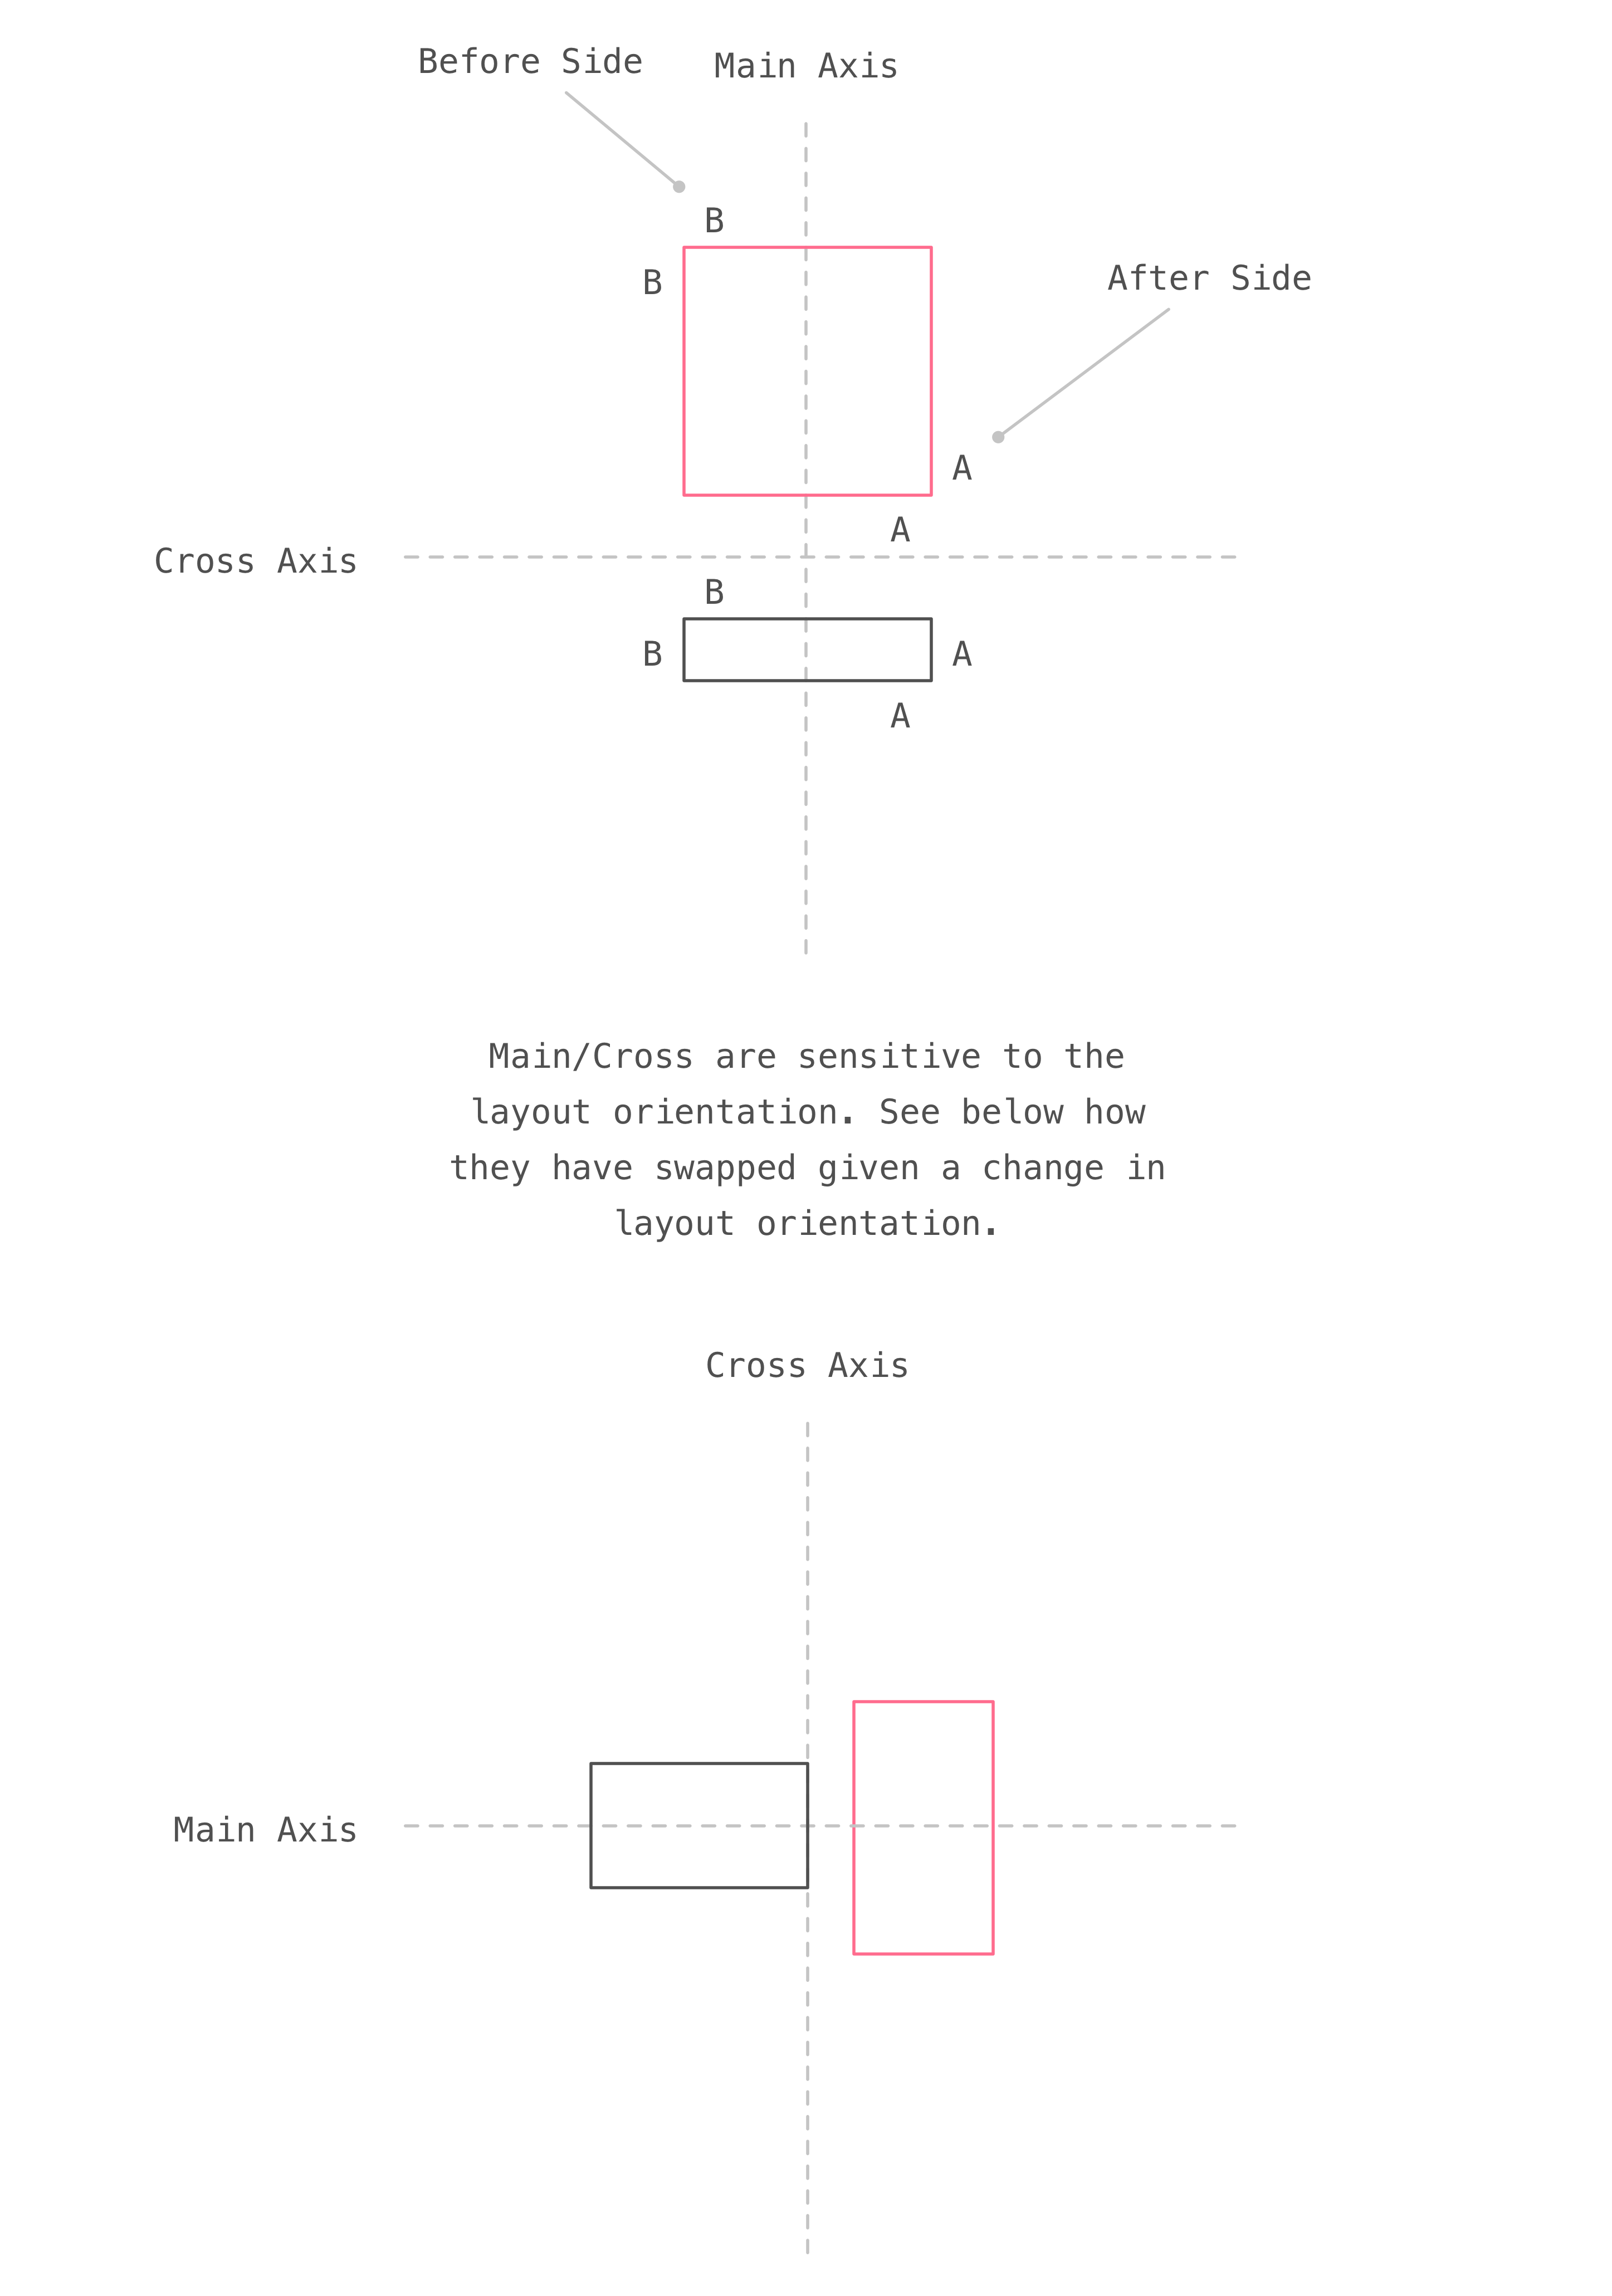 Before Side
Main Axis
B
B
After Side
A
A
Cross Axis
B
B
A
A
Main/Cross are sensitive to the
layout orientation. See below how
they have swapped given a change in
layout orientation.
Cross Axis
Main Axis